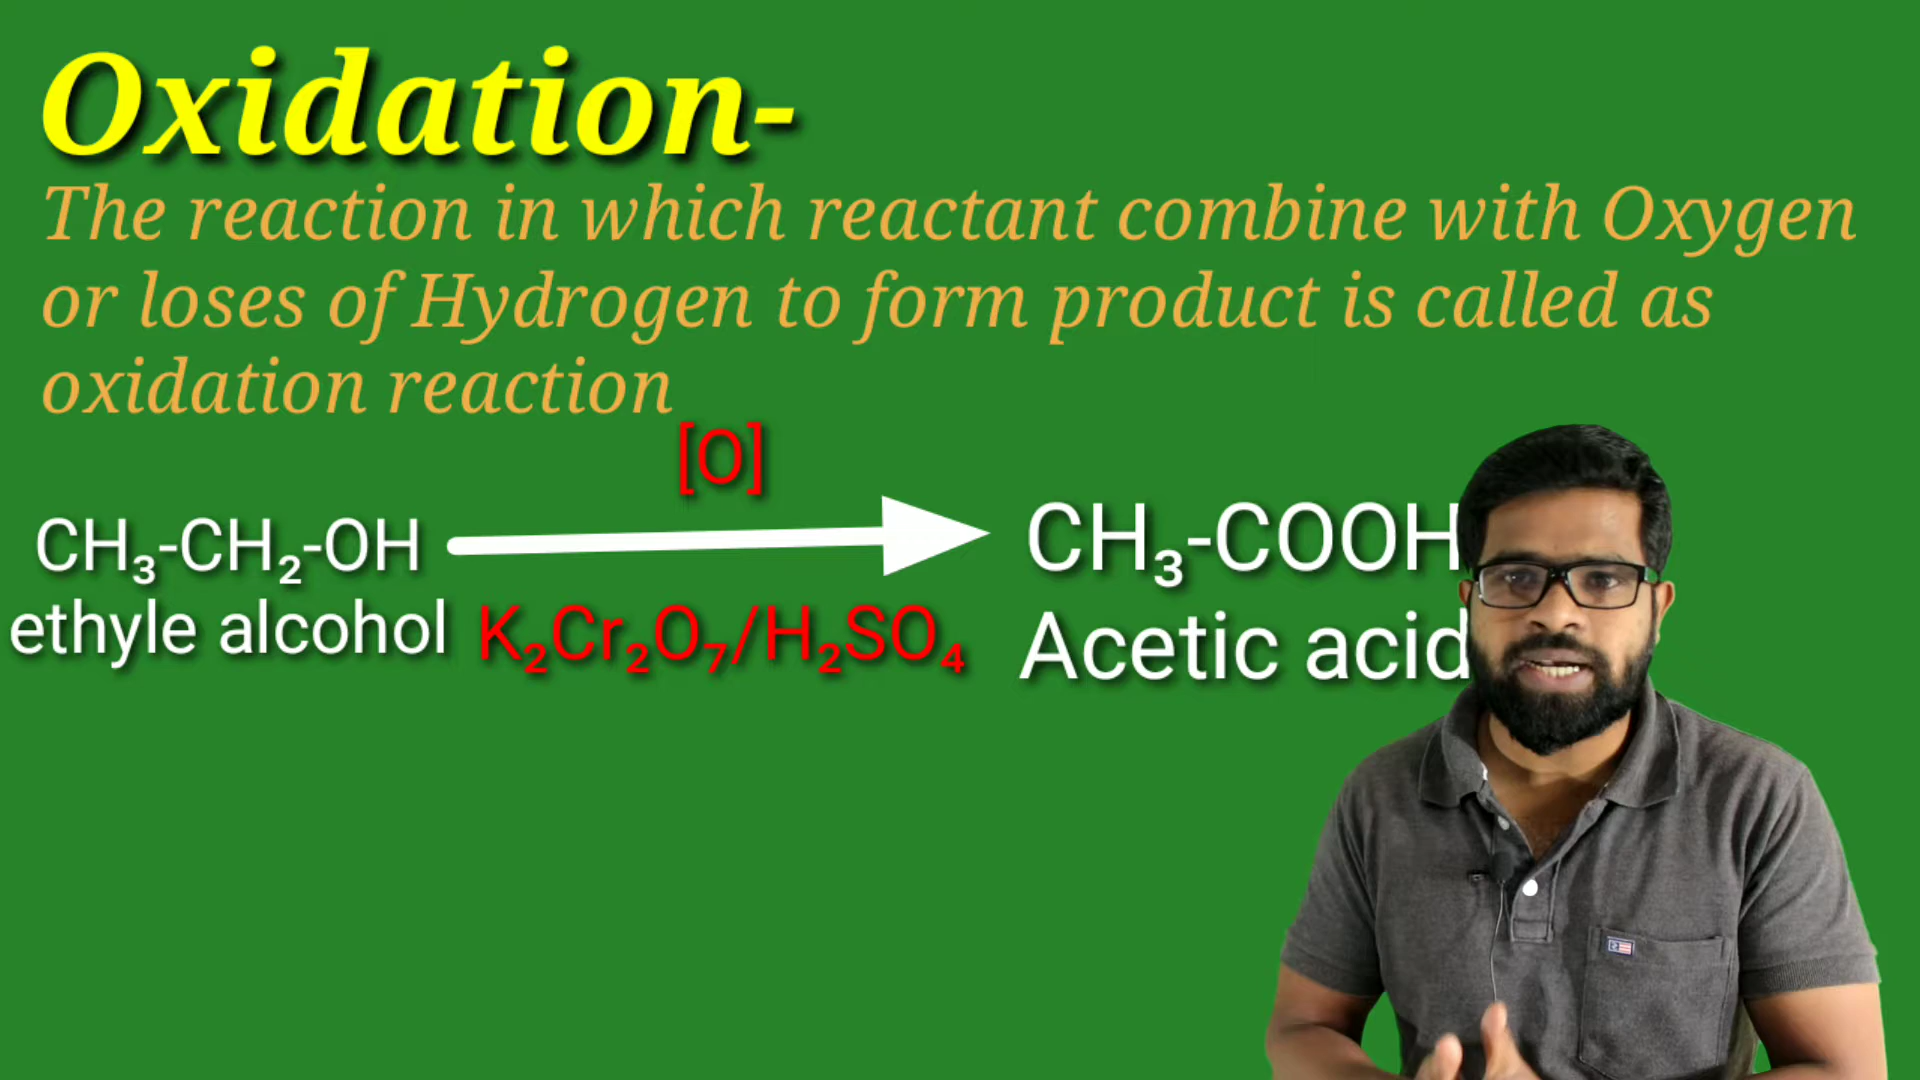 Oxidation-
The reaction in which reactant combine with Oxygen
or loses of Hydrogen to form product is called as
oxidation reaction
[O]
CH₃-CH₂-OH CH₃-COOH
ethyle alcohol K₂Cr₂O₇/H₂SO₄ Acetic acid